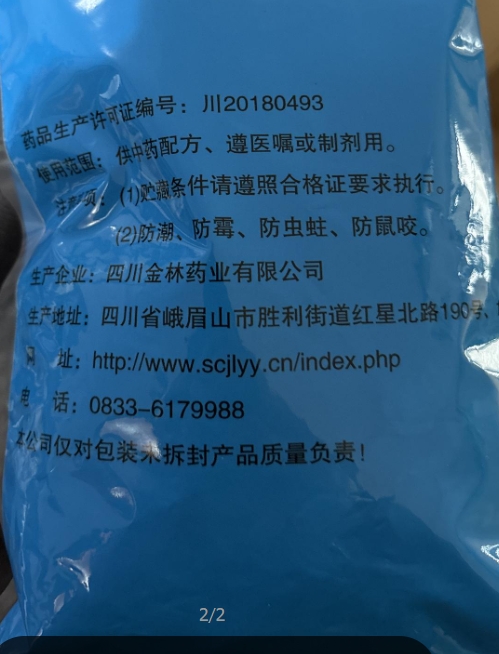 药品生产许可证编号：川20180493
使用范围：供中药配方、遵医嘱或制剂用。
注意事项：(1)贮藏条件请遵照合格证要求执行。
(2)防潮、防霉、防虫蛀、防鼠咬。
生产企业：四川金林药业有限公司
生产地址：四川省峨眉山市胜利街道红星北路190号、
网 址：http://www.scjlyy.cn/index.php
电 话：0833-6179988
本公司仅对包装未拆封产品质量负责！
2/2